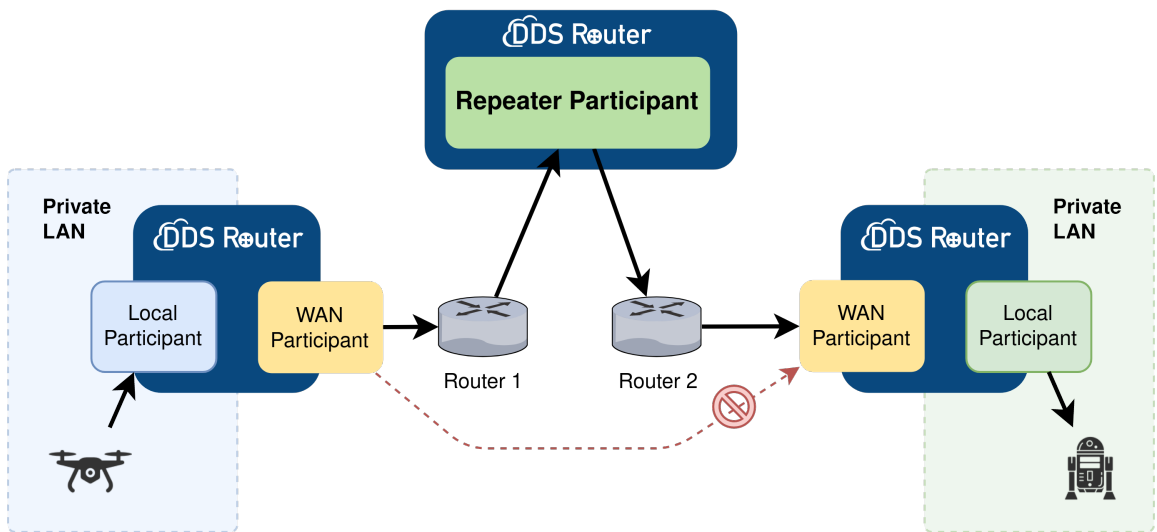 DDS Router
Repeater Participant
Private
LAN
DDS Router
Local
Participant
WAN
Participant
Router 1
Router 2
DDS Router
WAN
Participant
Local
Participant
Private
LAN